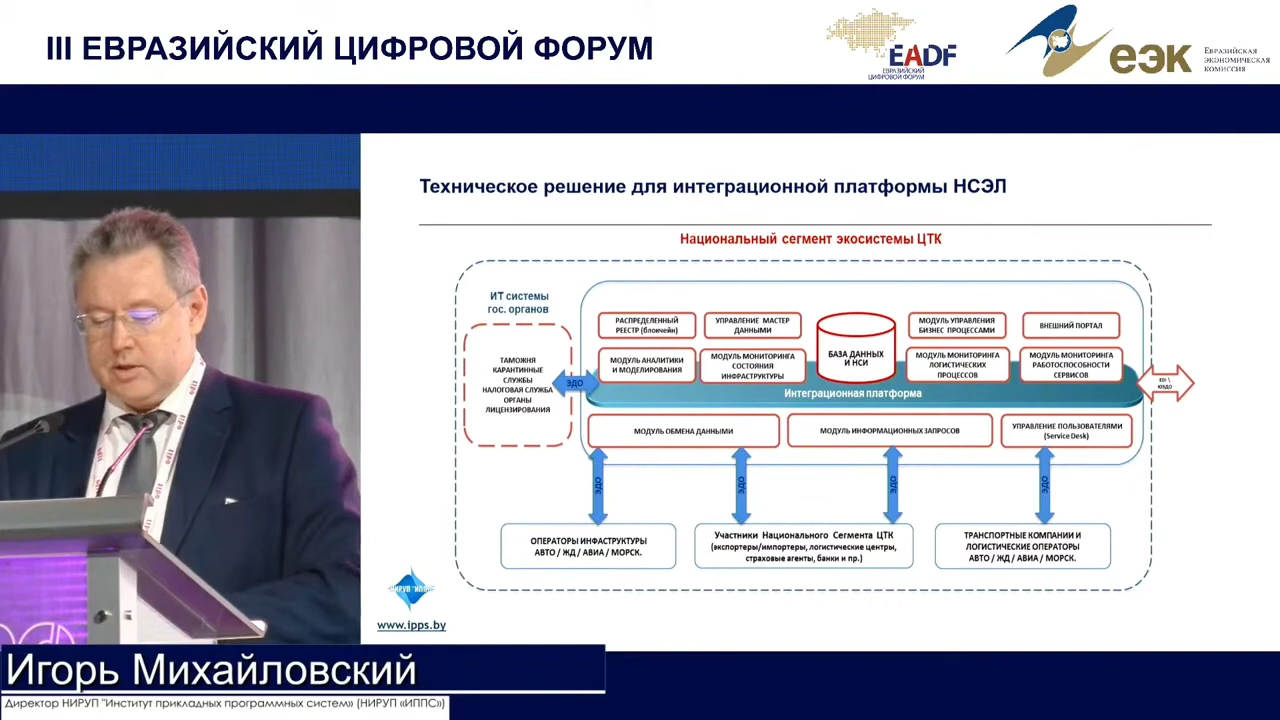 III ЕВРАЗИЙСКИЙ ЦИФРОВОЙ ФОРУМ
EADF
ЕВРАЗИЙСКИЙ
ЦИФРОВОЙ ФОРУМ
еэк
ЕВРАЗИЙСКАЯ
ЭКОНОМИЧЕСКАЯ
КОМИССИЯ
Техническое решение для интеграционной платформы НСЭЛ
Национальный сегмент экосистемы ЦТК
ИТ системы
гос. органов
ТАМОЖНЯ
КАРАНТИННЫЕ
СЛУЖБЫ
НАЛОГОВАЯ СЛУЖБА
ОРГАНЫ
ЛИЦЕНЗИРОВАНИЯ
ЭДО
РАСПРЕДЕЛЕННЫЙ
РЕЕСТР (блокчейн)
УПРАВЛЕНИЕ МАСТЕР
ДАННЫМИ
БАЗА ДАННЫХ
И НСИ
МОДУЛЬ УПРАВЛЕНИЯ
БИЗНЕС ПРОЦЕССАМИ
ВНЕШНИЙ ПОРТАЛ
МОДУЛЬ АНАЛИТИКИ
И МОДЕЛИРОВАНИЯ
МОДУЛЬ МОНИТОРИНГА
СОСТОЯНИЯ
ИНФРАСТРУКТУРЫ
МОДУЛЬ МОНИТОРИНГА
ЛОГИСТИЧЕСКИХ
ПРОЦЕССОВ
МОДУЛЬ МОНИТОРИНГА
РАБОТОСПОСОБНОСТИ
СЕРВИСОВ
Интеграционная платформа
EDI \
ЮЗДО
МОДУЛЬ ОБМЕНА ДАННЫМИ
МОДУЛЬ ИНФОРМАЦИОННЫХ ЗАПРОСОВ
УПРАВЛЕНИЕ ПОЛЬЗОВАТЕЛЯМИ
(Service Desk)
ЭДО
ЭДО
ЭДО
ЭДО
ОПЕРАТОРЫ ИНФАСТРУКТУРЫ
АВТО / ЖД / АВИА / МОРСК.
Участники Национального Сегмента ЦТК
(экспортеры/импортеры, логистические центры,
страховые агенты, банки и пр.)
ТРАНСПОРТНЫЕ КОМПАНИИ И
ЛОГИСТИЧЕСКИЕ ОПЕРАТОРЫ
АВТО / ЖД / АВИА / МОРСК.
НИРУП "ИППС"
www.ipps.by
Игорь Михайловский
Директор НИРУП "Институт прикладных программных систем» (НИРУП «ИППС»)